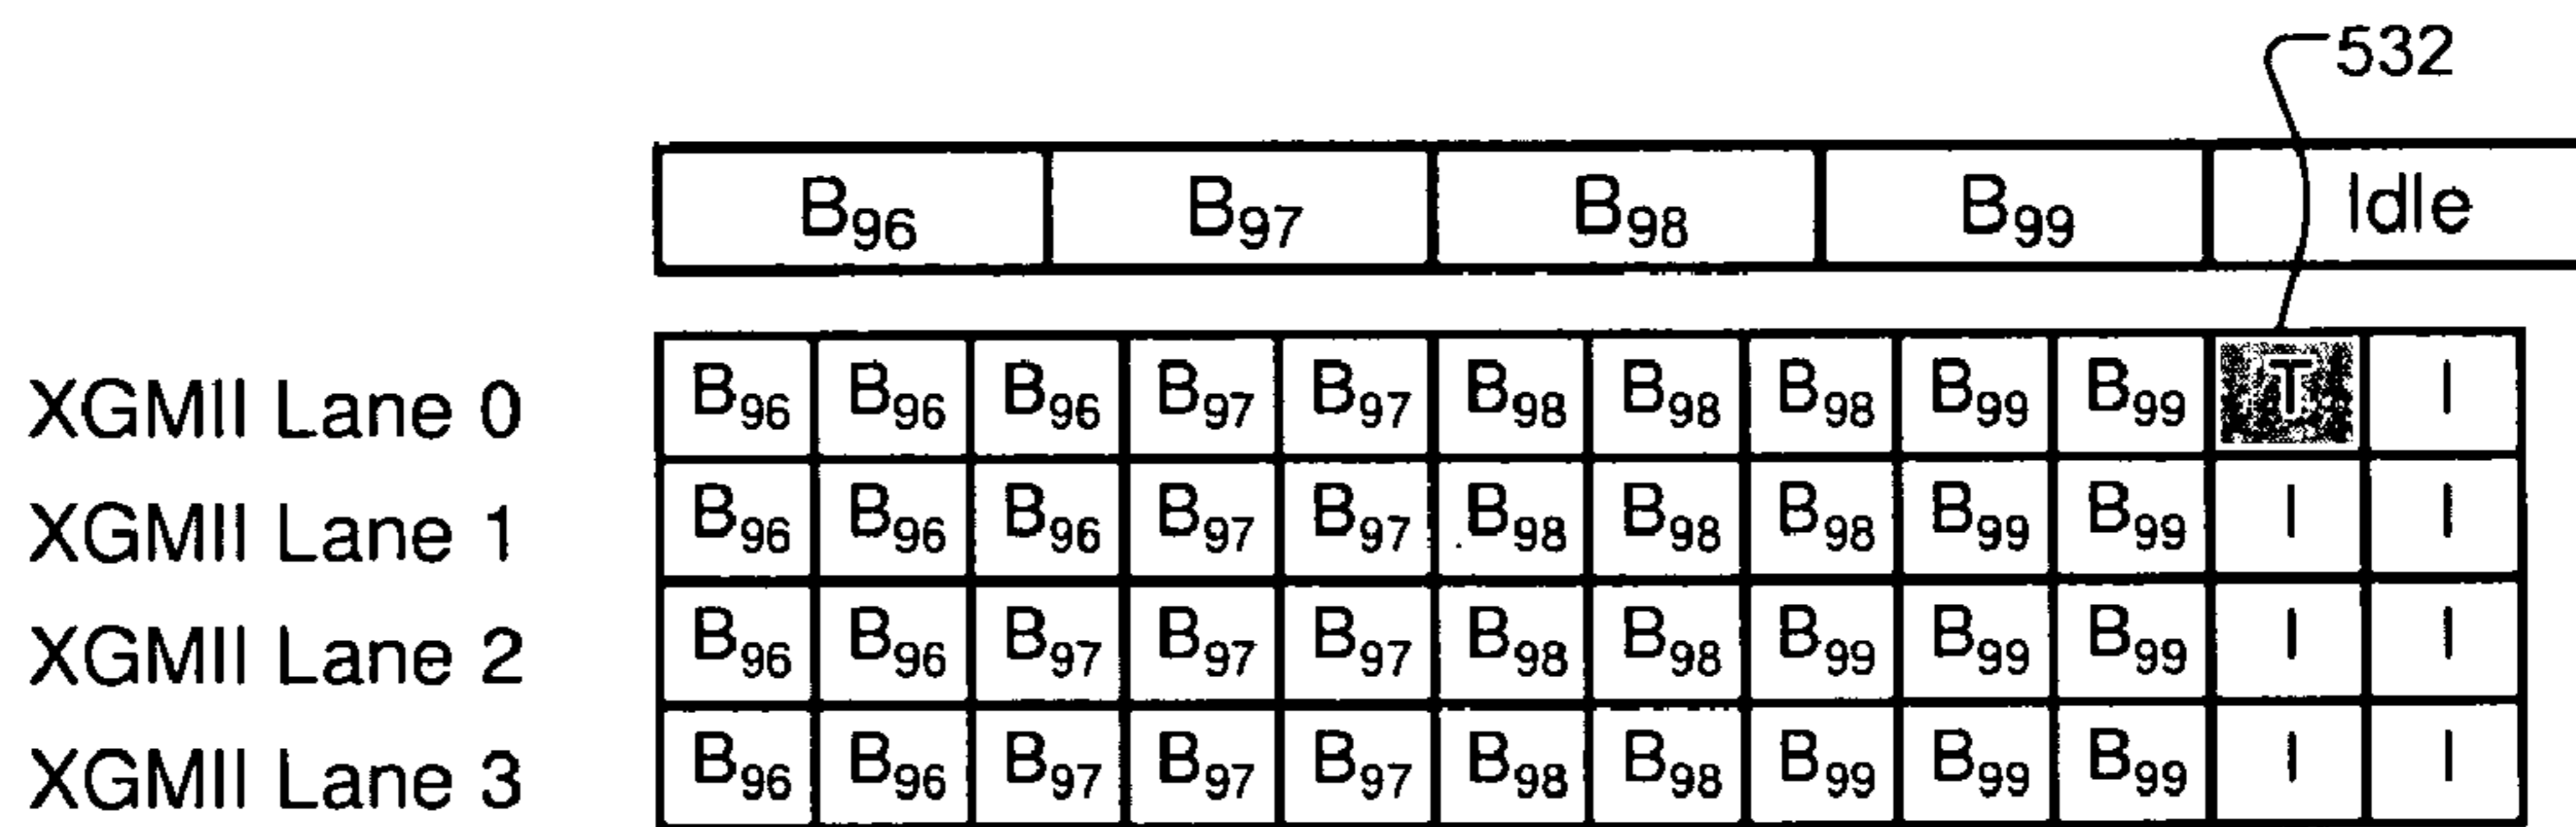 532
B₉₆ B₉₇ B₉₈ B₉₉ Idle
XGMII Lane 0 B₉₆ B₉₆ B₉₆ B₉₇ B₉₇ B₉₈ B₉₈ B₉₈ B₉₉ B₉₉ T I
XGMII Lane 1 B₉₆ B₉₆ B₉₆ B₉₇ B₉₇ B₉₈ B₉₈ B₉₈ B₉₉ B₉₉ I I
XGMII Lane 2 B₉₆ B₉₆ B₉₇ B₉₇ B₉₇ B₉₈ B₉₈ B₉₉ B₉₉ B₉₉ I I
XGMII Lane 3 B₉₆ B₉₆ B₉₇ B₉₇ B₉₇ B₉₈ B₉₈ B₉₉ B₉₉ B₉₉ I I